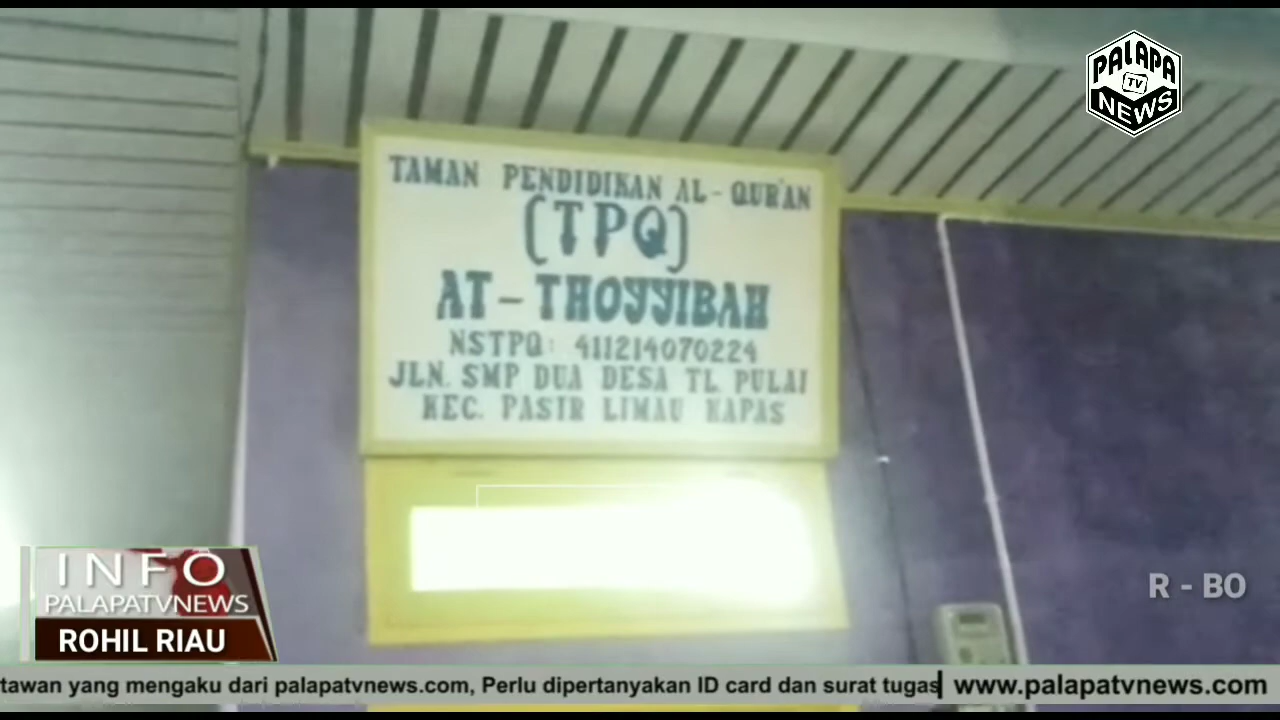 PALAPA
TV
NEWS
TAMAN PENDIDIKAN AL-QUR'AN
(TPQ)
AT-THOYYIBAH
NSTPQ: 411214070224
JLN. SMP DUA DESA TL. PULAI
KEC. PASIR LIMAU KAPAS
R - BO
INFO
PALAPATVNEWS
ROHIL RIAU
tawan yang mengaku dari palapatvnews.com, Perlu dipertanyakan ID card dan surat tugas
www.palapatvnews.com